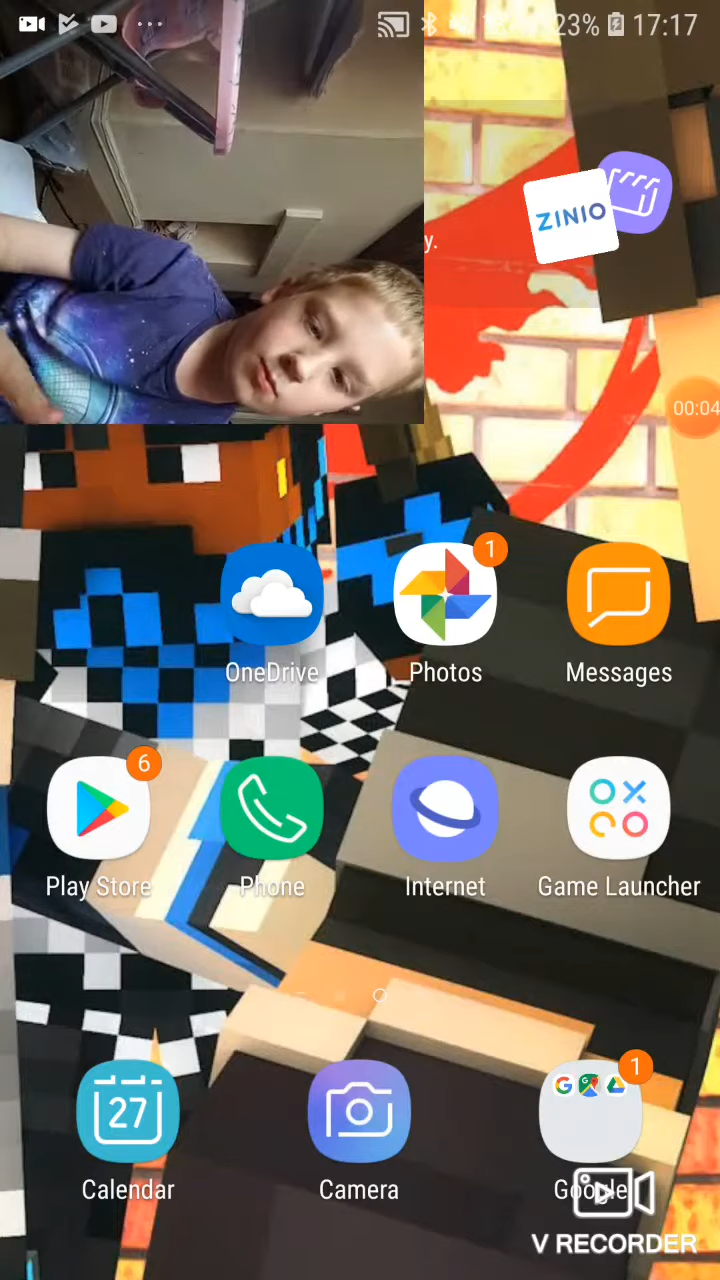 23% 17:17
ZINIO
y.
00:04
1
OneDrive
Photos
Messages
6
Play Store
Phone
Internet
Game Launcher
27
1
G
Calendar
Camera
Google
V RECORDER